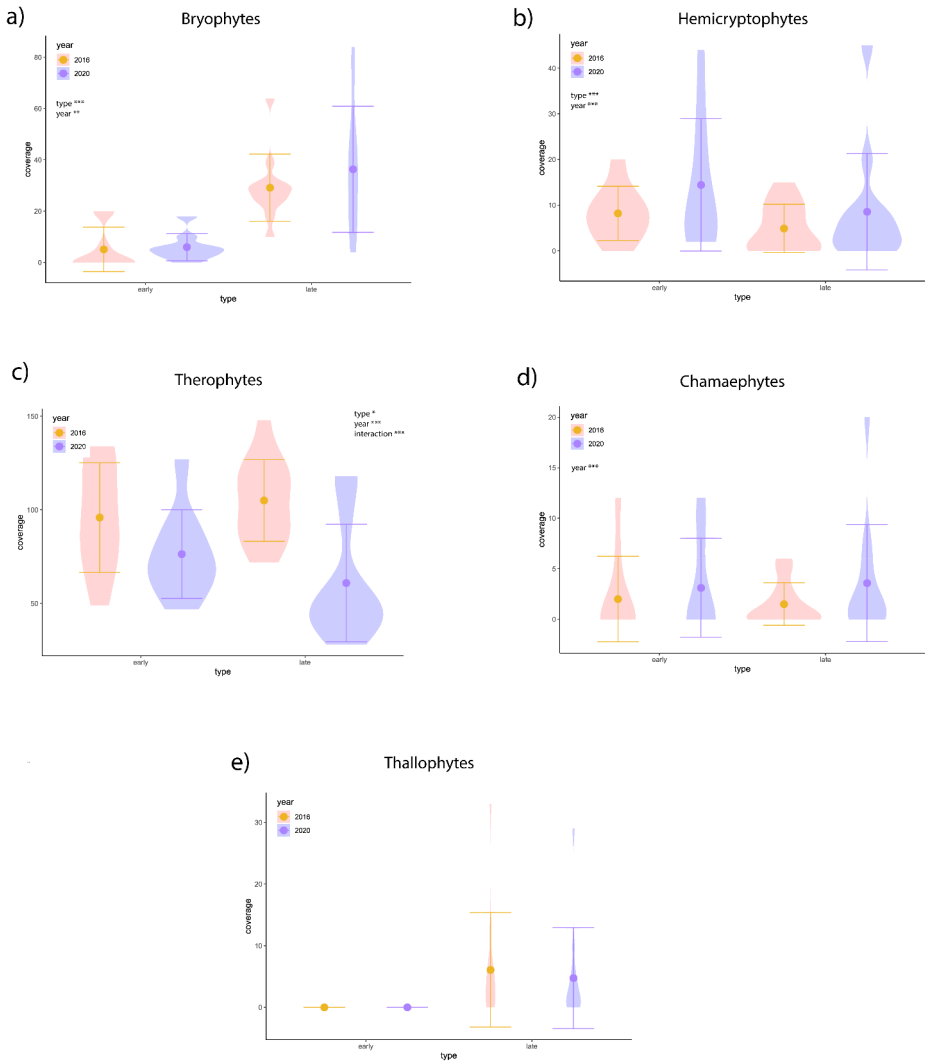 a)
Bryophytes
year
2016
2020
type ***
year **
coverage
80
60
40
20
0
early
late
type
b)
Hemicryptophytes
year
2016
2020
type ***
year ***
coverage
40
30
20
10
0
early
late
type
c)
Therophytes
year
2016
2020
type *
year ***
interaction ***
coverage
150
100
50
early
late
type
d)
Chamaephytes
year
2016
2020
year ***
coverage
20
15
10
5
0
early
late
type
e)
Thallophytes
year
2016
2020
coverage
30
20
10
0
early
late
type